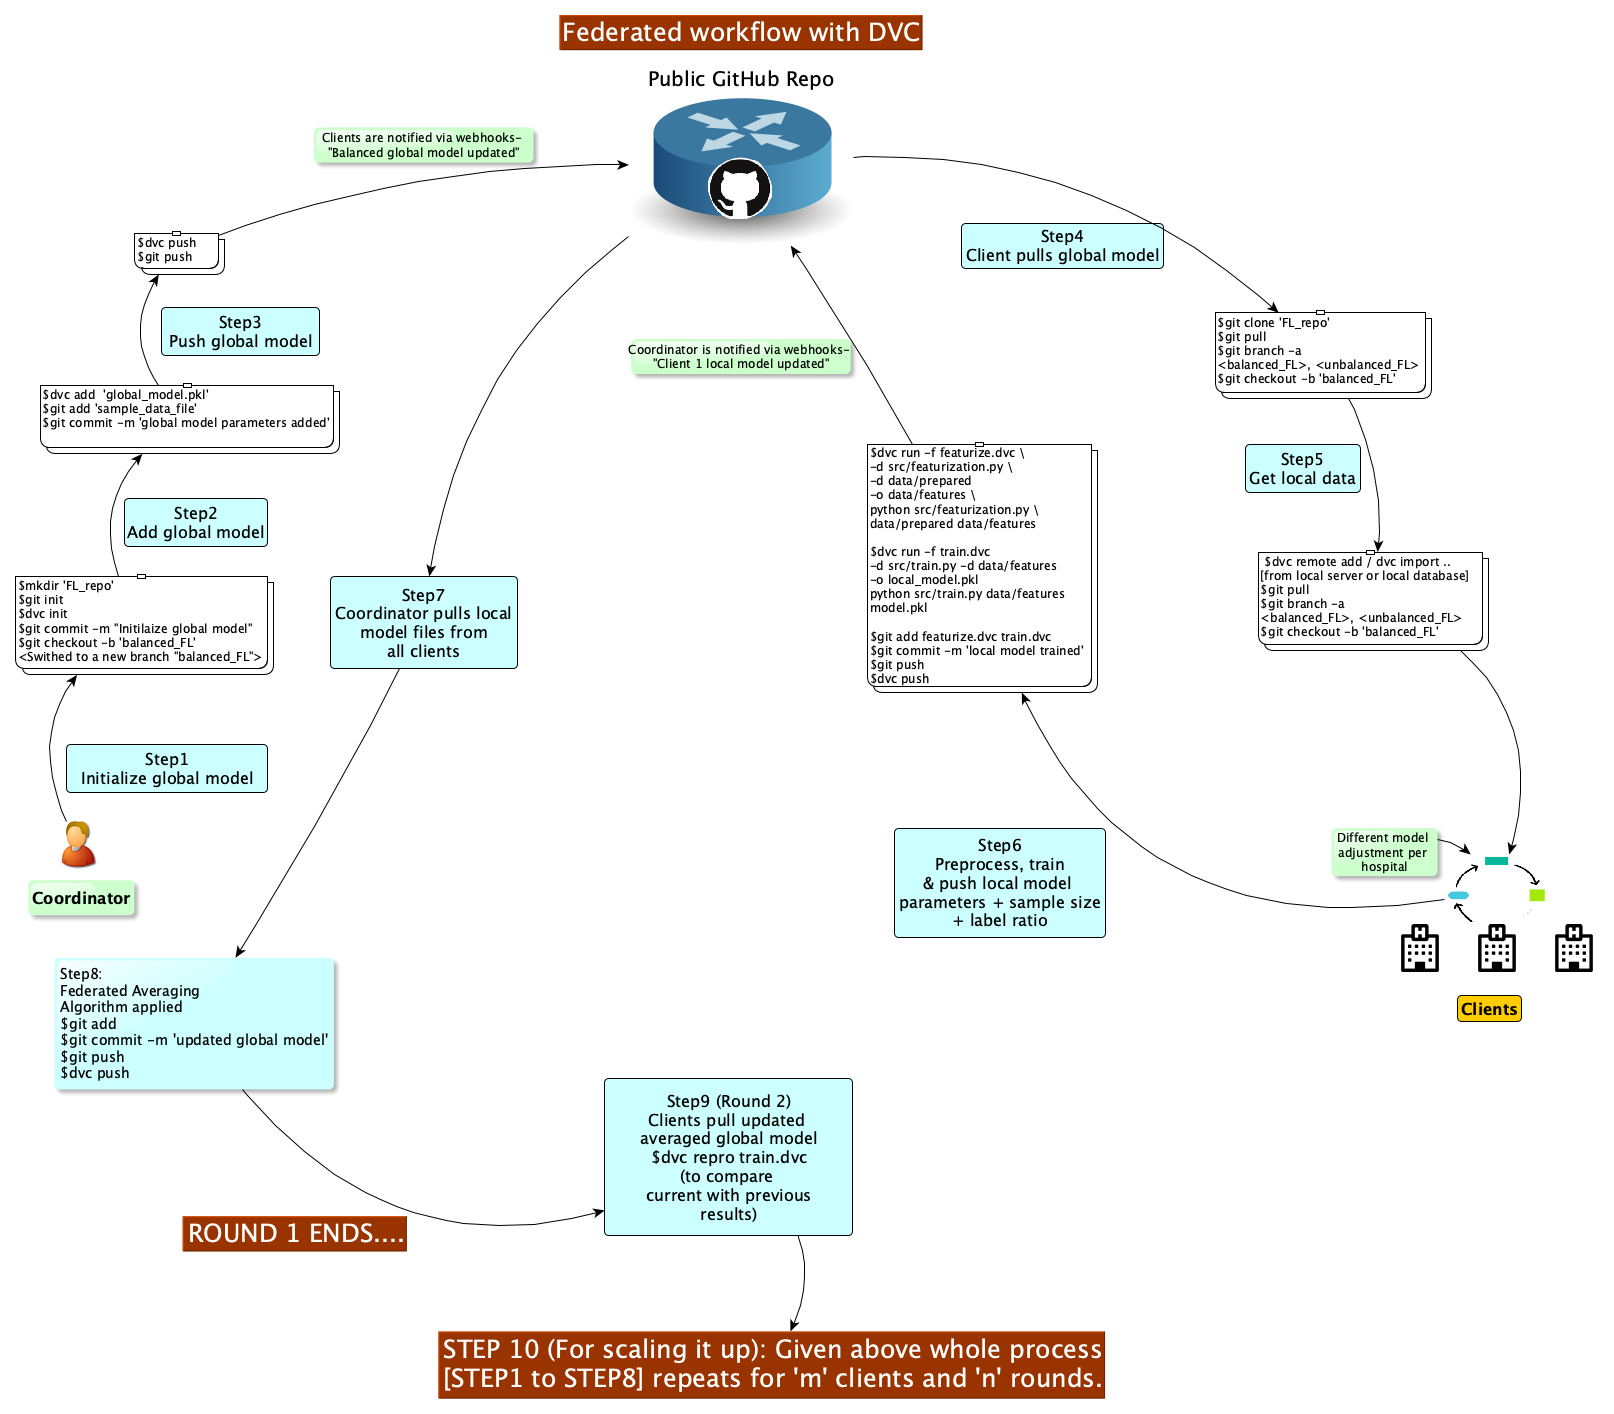 Federated workflow with DVC
Public GitHub Repo
Clients are notified via webhooks-
"Balanced global model updated"
$dvc push
$git push
Step3
Push global model
$dvc add  'global_model.pkl'
$git add 'sample_data_file'
$git commit -m 'global model parameters added'
Step2
Add global model
$mkdir 'FL_repo'
$git init
$dvc init
$git commit -m "Initilaize global model"
$git checkout -b 'balanced_FL'
<Swithed to a new branch "balanced_FL">
Step1
Initialize global model
Coordinator
Step4
Client pulls global model
$git clone 'FL_repo'
$git pull
$git branch -a
<balanced_FL>, <unbalanced_FL>
$git checkout -b 'balanced_FL'
Step5
Get local data
$dvc remote add / dvc import ..
[from local server or local database]
$git pull
$git branch -a
<balanced_FL>, <unbalanced_FL>
$git checkout -b 'balanced_FL'
Different model
adjustment per
hospital
Clients
Step6
Preprocess, train
& push local model
parameters + sample size
+ label ratio
$dvc run -f featurize.dvc \
-d src/featurization.py \
-d data/prepared
-o data/features \
python src/featurization.py \
data/prepared data/features
$dvc run -f train.dvc
-d src/train.py -d data/features
-o local_model.pkl
python src/train.py data/features
model.pkl
$git add featurize.dvc train.dvc
$git commit -m 'local model trained'
$git push
$dvc push
Coordinator is notified via webhooks-
"Client 1 local model updated"
Step7
Coordinator pulls local
model files from
all clients
Step8:
Federated Averaging
Algorithm applied
$git add
$git commit -m 'updated global model'
$git push
$dvc push
ROUND 1 ENDS....
Step9 (Round 2)
Clients pull updated
averaged global model
$dvc repro train.dvc
(to compare
current with previous
results)
STEP 10 (For scaling it up): Given above whole process
[STEP1 to STEP8] repeats for 'm' clients and 'n' rounds.